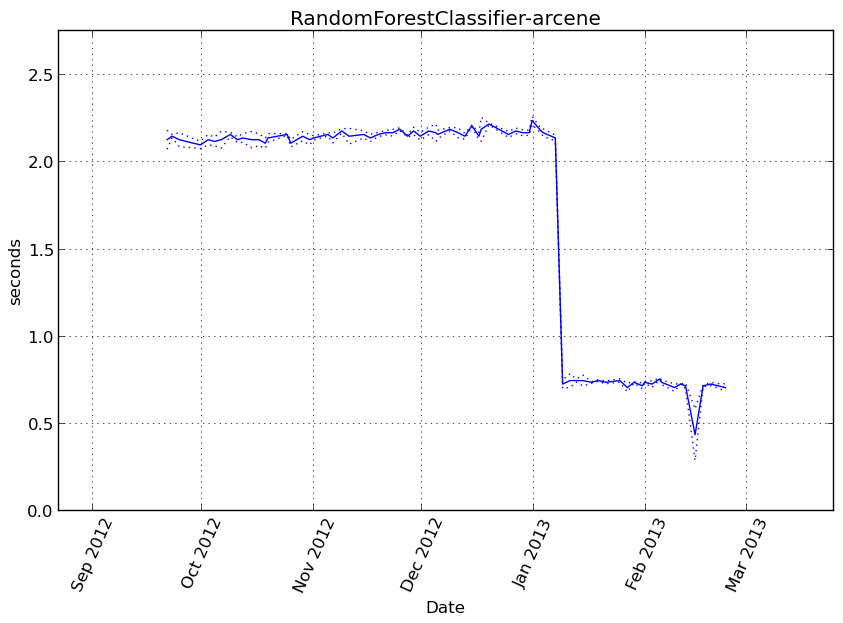 RandomForestClassifier-arcene
2.5
2.0
1.5
1.0
0.5
0.0
seconds
Sep 2012
Oct 2012
Nov 2012
Dec 2012
Jan 2013
Feb 2013
Mar 2013
Date